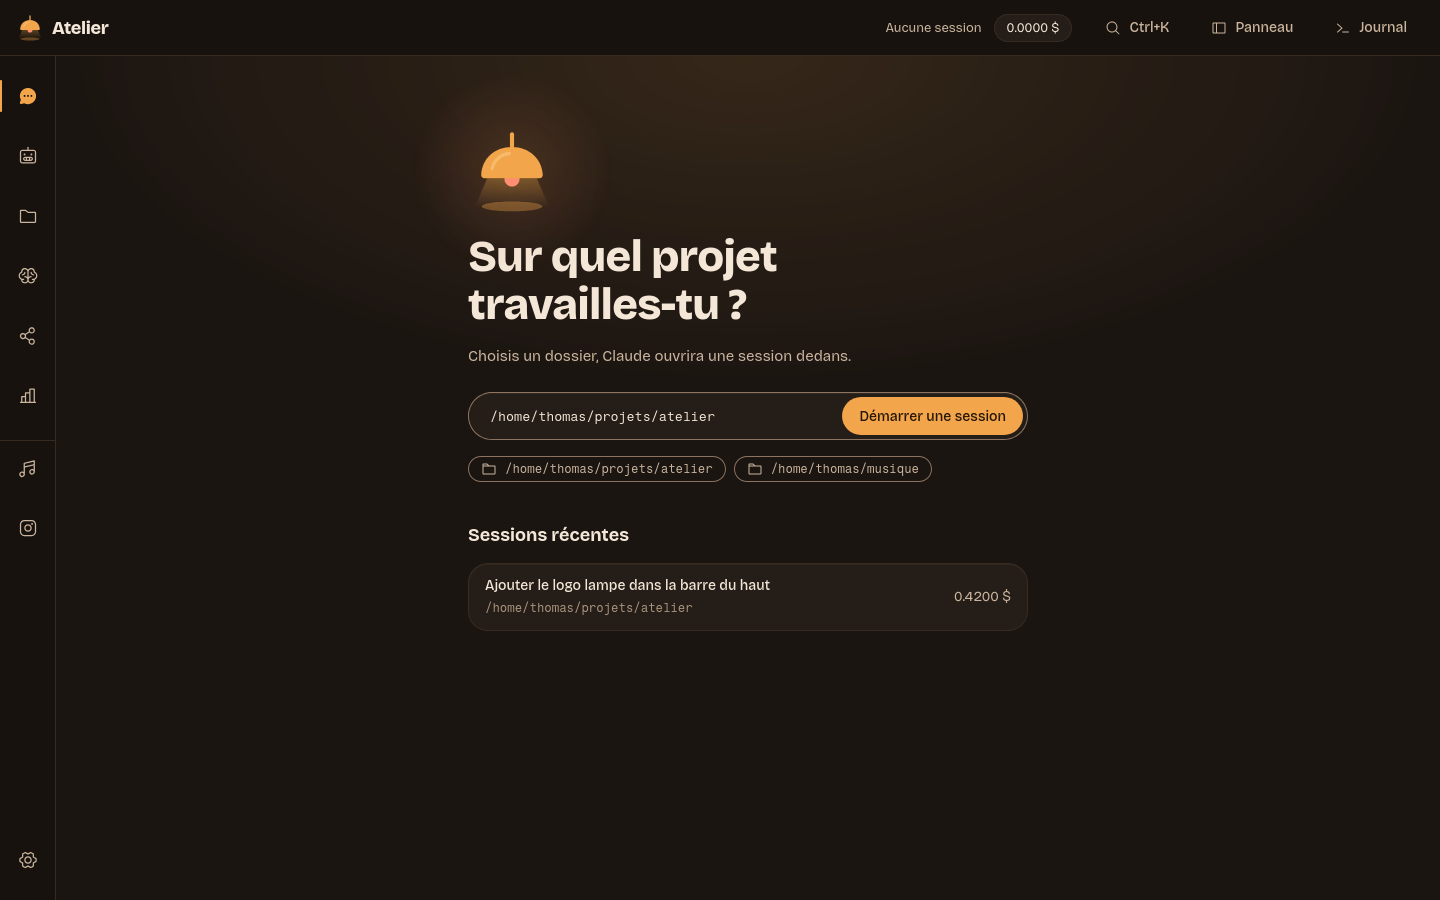 Atelier
Aucune session
0.0000 $
Ctrl+K
Panneau
Journal
Sur quel projet
travailles-tu ?
Choisis un dossier, Claude ouvrira une session dedans.
/home/thomas/projets/atelier
Démarrer une session
/home/thomas/projets/atelier
/home/thomas/musique
Sessions récentes
Ajouter le logo lampe dans la barre du haut
/home/thomas/projets/atelier
0.4200 $